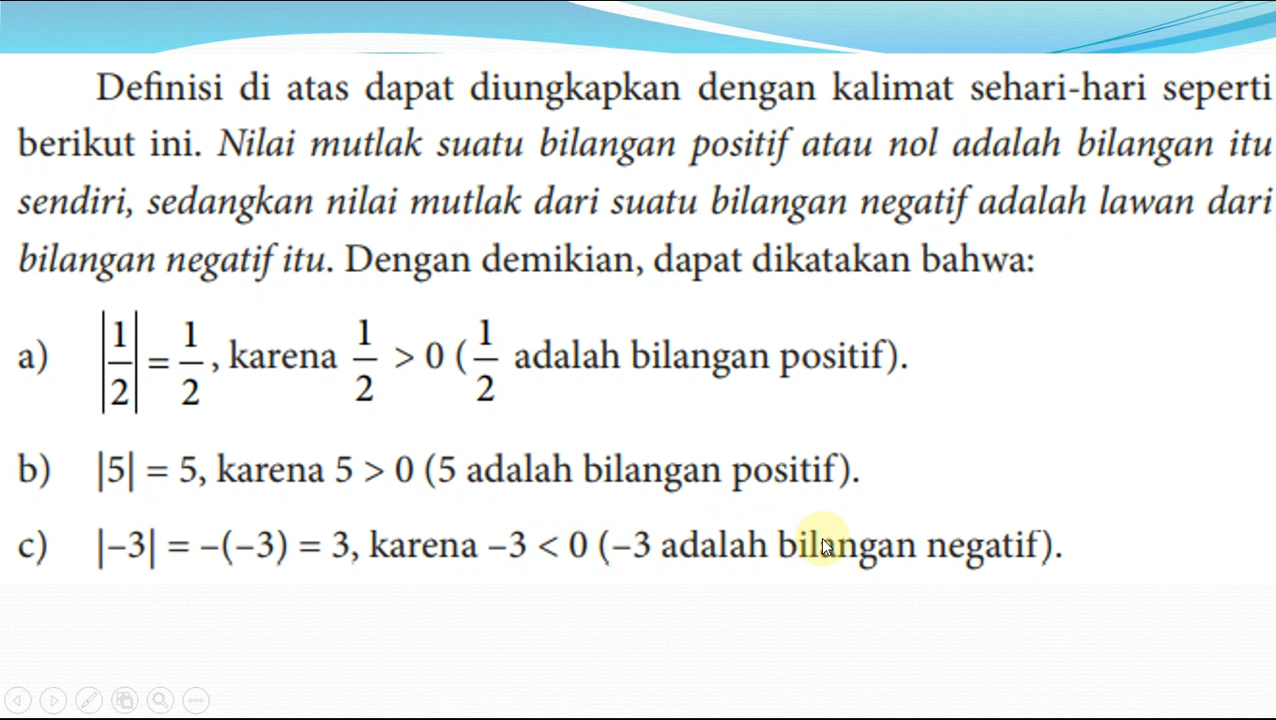 Definisi di atas dapat diungkapkan dengan kalimat sehari-hari seperti
berikut ini. Nilai mutlak suatu bilangan positif atau nol adalah bilangan itu
sendiri, sedangkan nilai mutlak dari suatu bilangan negatif adalah lawan dari
bilangan negatif itu. Dengan demikian, dapat dikatakan bahwa:
a) |1/2| = 1/2, karena 1/2 > 0 (1/2 adalah bilangan positif).
b) |5| = 5, karena 5 > 0 (5 adalah bilangan positif).
c) |–3| = –(–3) = 3, karena –3 < 0 (–3 adalah bilangan negatif).